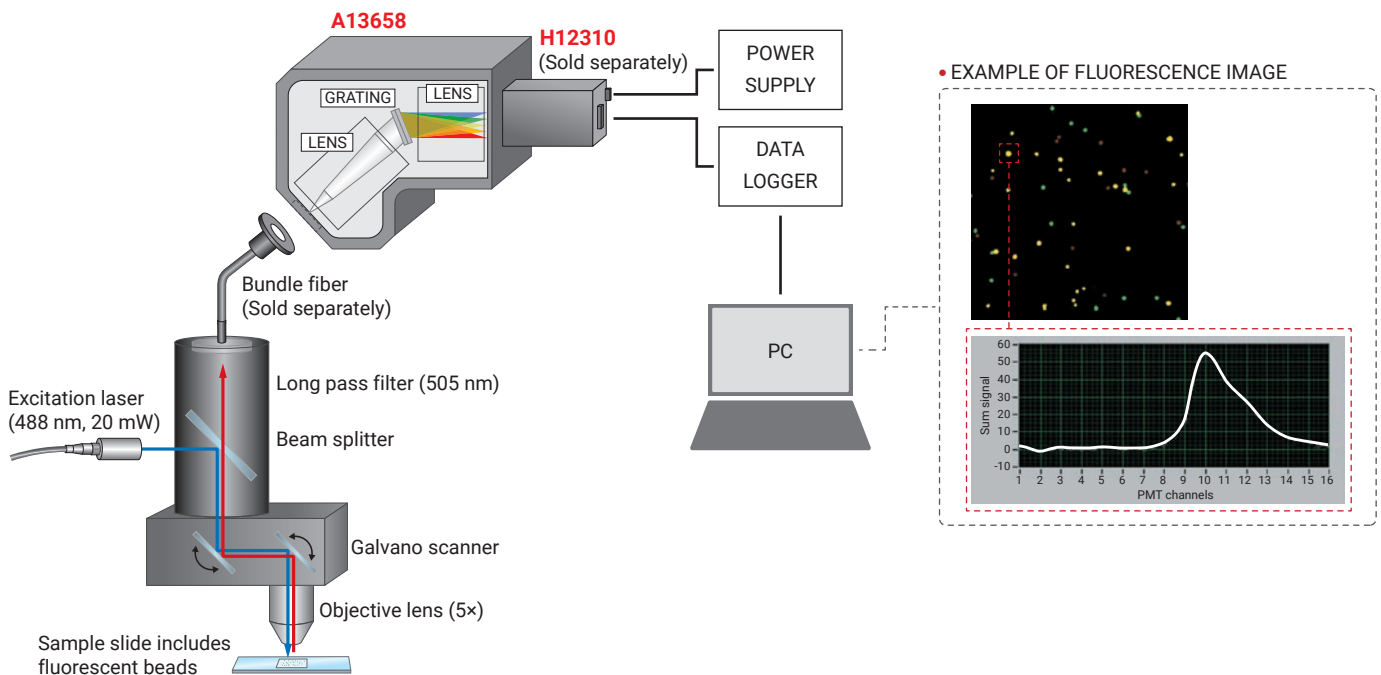 A13658
H12310
(Sold separately)
POWER
SUPPLY
GRATING
LENS
LENS
DATA
LOGGER
Bundle fiber
(Sold separately)
PC
Long pass filter (505 nm)
Excitation laser
(488 nm, 20 mW)
Beam splitter
Galvano scanner
Objective lens (5×)
Sample slide includes
fluorescent beads
• EXAMPLE OF FLUORESCENCE IMAGE
Sum signal
60
50
40
30
20
10
0
-10
1 2 3 4 5 6 7 8 9 10 11 12 13 14 15 16
PMT channels